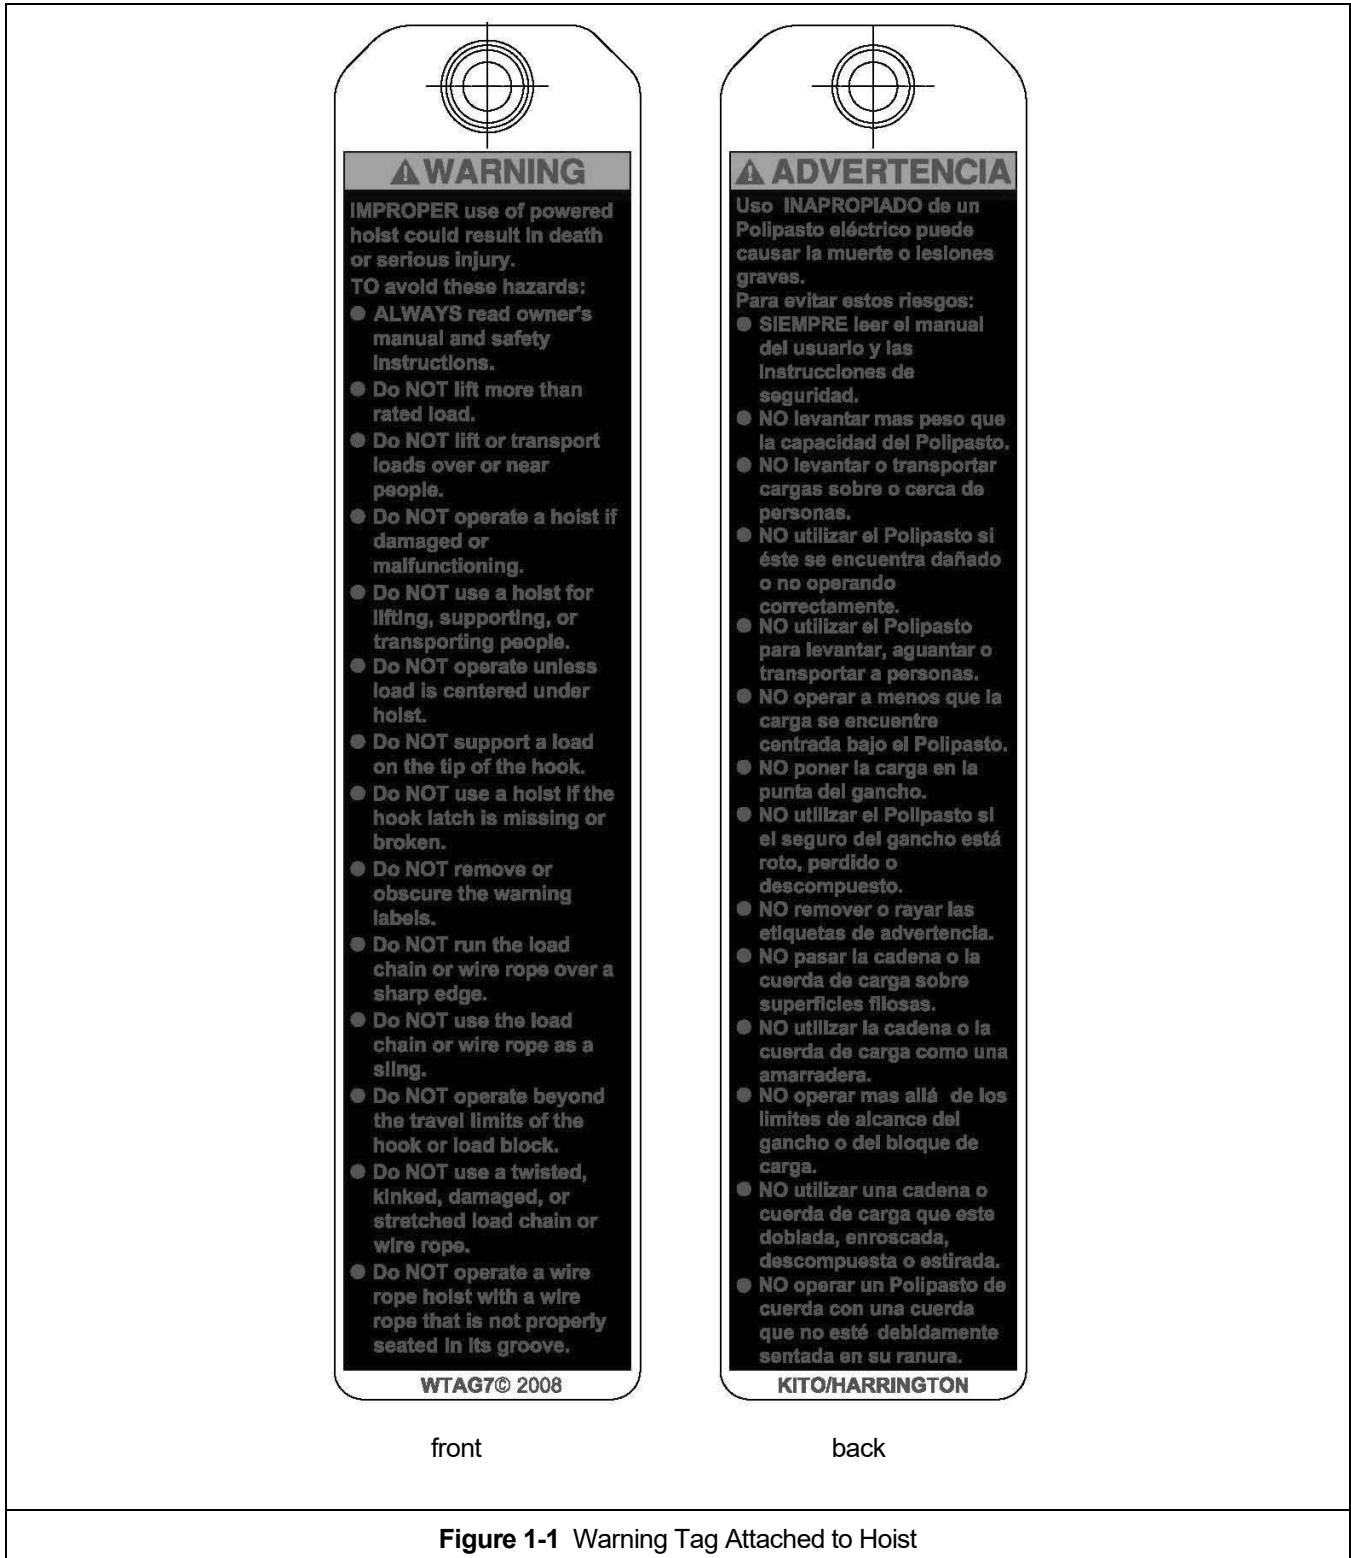 WARNING
IMPROPER use of powered
hoist could result in death
or serious injury.
TO avoid these hazards:
● ALWAYS read owner's
manual and safety
instructions.
● Do NOT lift more than
rated load.
● Do NOT lift or transport
loads over or near
people.
● Do NOT operate a hoist if
damaged or
malfunctioning.
● Do NOT use a hoist for
lifting, supporting, or
transporting people.
● Do NOT operate unless
load is centered under
hoist.
● Do NOT support a load
on the tip of the hook.
● Do NOT use a hoist if the
hook latch is missing or
broken.
● Do NOT remove or
obscure the warning
labels.
● Do NOT run the load
chain or wire rope over a
sharp edge.
● Do NOT use the load
chain or wire rope as a
sling.
● Do NOT operate beyond
the travel limits of the
hook or load block.
● Do NOT use a twisted,
kinked, damaged, or
stretched load chain or
wire rope.
● Do NOT operate a wire
rope hoist with a wire
rope that is not properly
seated in its groove.
WTAG7© 2008
front
ADVERTENCIA
Uso INAPROPIADO de un
Polipasto eléctrico puede
causar la muerte o lesiones
graves.
Para evitar estos riesgos:
● SIEMPRE leer el manual
del usuario y las
instrucciones de
seguridad.
● NO levantar mas peso que
la capacidad del Polipasto.
● NO levantar o transportar
cargas sobre o cerca de
personas.
● NO utilizar el Polipasto si
éste se encuentra dañado
o no operando
correctamente.
● NO utilizar el Polipasto
para levantar, aguantar o
transportar a personas.
● NO operar a menos que la
carga se encuentre
centrada bajo el Polipasto.
● NO poner la carga en la
punta del gancho.
● NO utilizar el Polipasto si
el seguro del gancho está
roto, perdido o
descompuesto.
● NO remover o rayar las
etiquetas de advertencia.
● NO pasar la cadena o la
cuerda de carga sobre
superficies filosas.
● NO utilizar la cadena o la
cuerda de carga como una
amarradera.
● NO operar mas allá de los
limites de alcance del
gancho o del bloque de
carga.
● NO utilizar una cadena o
cuerda de carga que este
doblada, enroscada,
descompuesta o estirada.
● NO operar un Polipasto de
cuerda con una cuerda
que no esté debidamente
sentada en su ranura.
KITO/HARRINGTON
back
Figure 1-1 Warning Tag Attached to Hoist